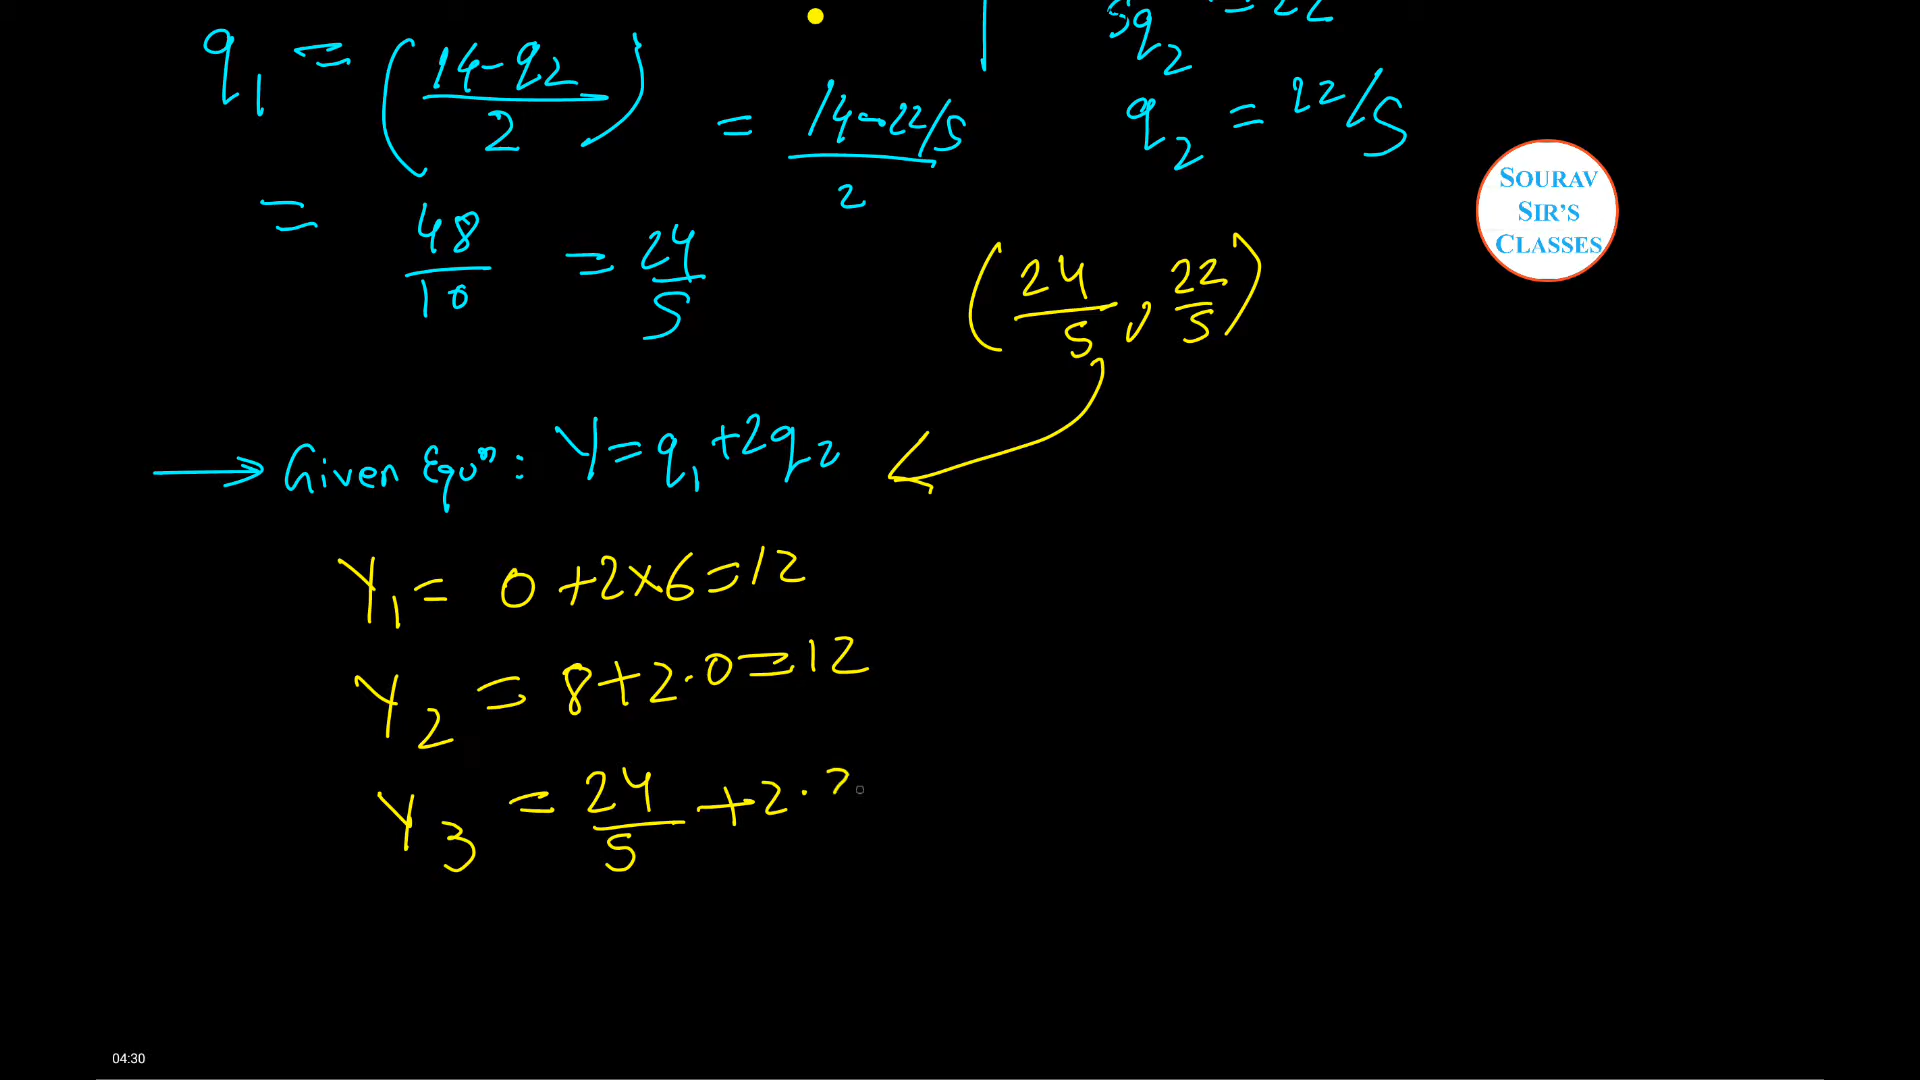 5q2 = 22
q1 = (14-q2/2) = 14-22/5/2
q2 = 22/5
= 48/10 = 24/5
(24/5, 22/5)
SOURAV
SIR'S
CLASSES
→ Given Equn: Y = q1 + 2q2
Y1 = 0 + 2×6 = 12
Y2 = 8 + 2.0 = 12
Y3 = 24/5 + 2.2
04:30